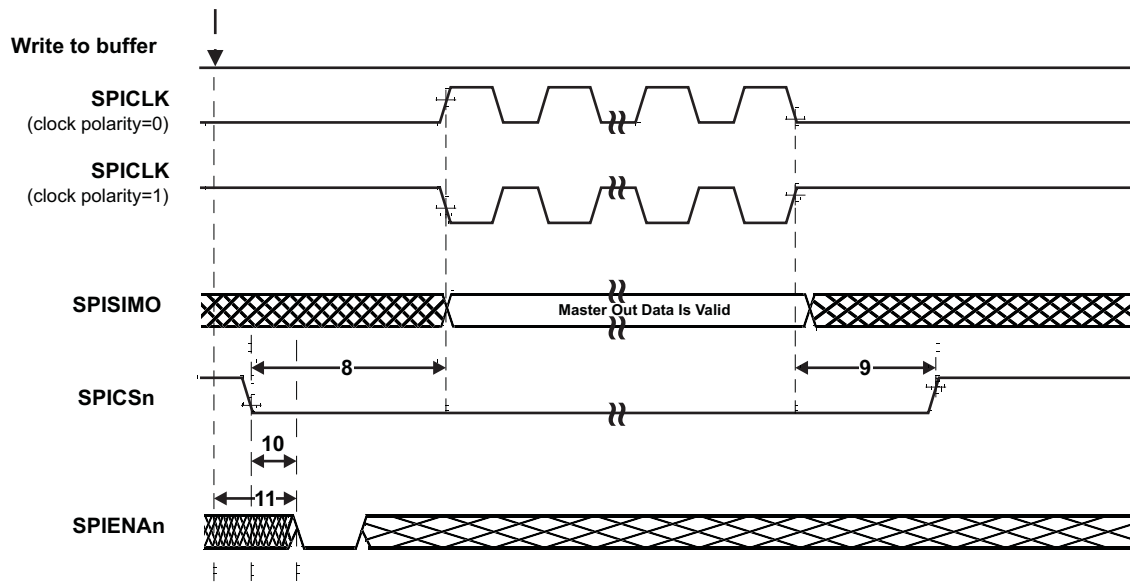 Write to buffer
SPICLK
(clock polarity=0)
SPICLK
(clock polarity=1)
SPISIMO
Master Out Data Is Valid
8
9
SPICSn
10
11
SPIENAn